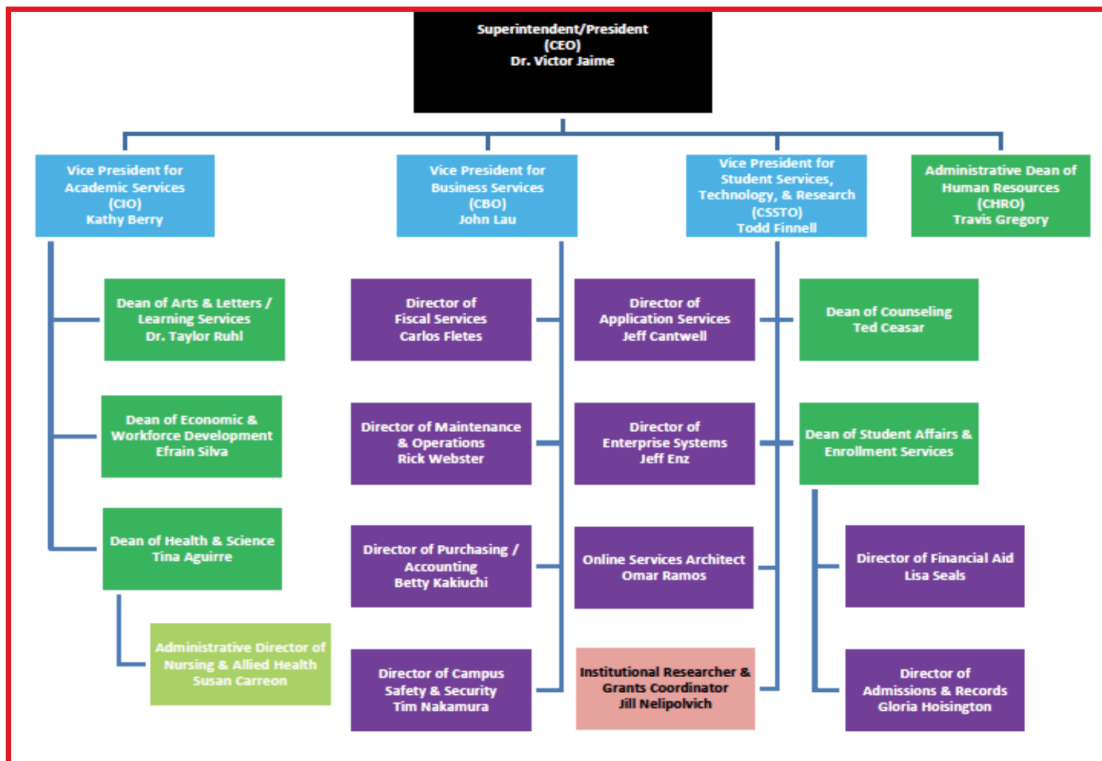 Superintendent/President
(CEO)
Dr. Victor Jaime
Vice President for
Academic Services
(CIO)
Kathy Berry
Vice President for
Business Services
(CBO)
John Lau
Vice President for
Student Services,
Technology, & Research
(CSSTO)
Todd Finnell
Administrative Dean of
Human Resources
(CHRO)
Travis Gregory
Dean of Arts & Letters /
Learning Services
Dr. Taylor Ruhl
Director of
Fiscal Services
Carlos Fletes
Director of
Application Services
Jeff Cantwell
Dean of Counseling
Ted Ceasar
Dean of Economic &
Workforce Development
Efrain Silva
Director of Maintenance
& Operations
Rick Webster
Director of
Enterprise Systems
Jeff Enz
Dean of Student Affairs &
Enrollment Services
Dean of Health & Science
Tina Aguirre
Director of Purchasing /
Accounting
Betty Kakiuchi
Online Services Architect
Omar Ramos
Director of Financial Aid
Lisa Seals
Administrative Director of
Nursing & Allied Health
Susan Carreon
Director of Campus
Safety & Security
Tim Nakamura
Institutional Researcher &
Grants Coordinator
Jill Nelipolvich
Director of
Admissions & Records
Gloria Hoisington